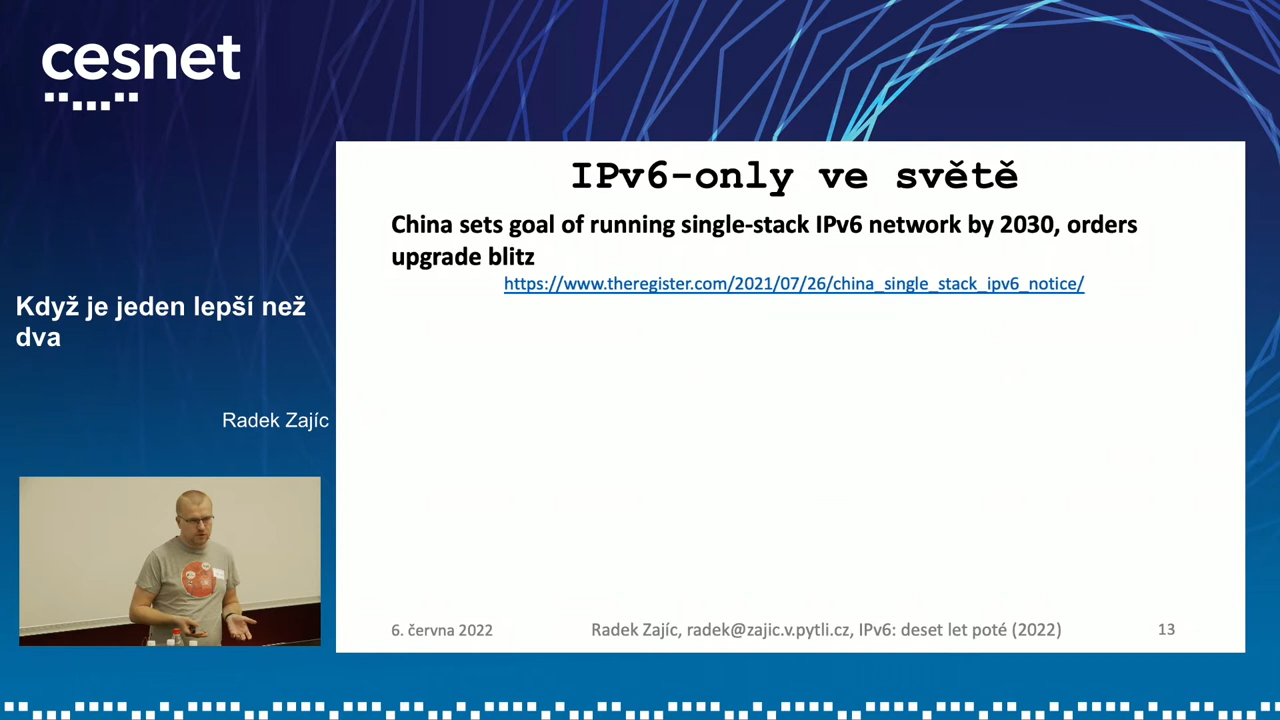 cesnet
IPv6-only ve světě
China sets goal of running single-stack IPv6 network by 2030, orders
upgrade blitz
https://www.theregister.com/2021/07/26/china_single_stack_ipv6_notice/
Když je jeden lepší než
dva
Radek Zajíc
6. června 2022
Radek Zajíc, radek@zajic.v.pytli.cz, IPv6: deset let poté (2022)
13